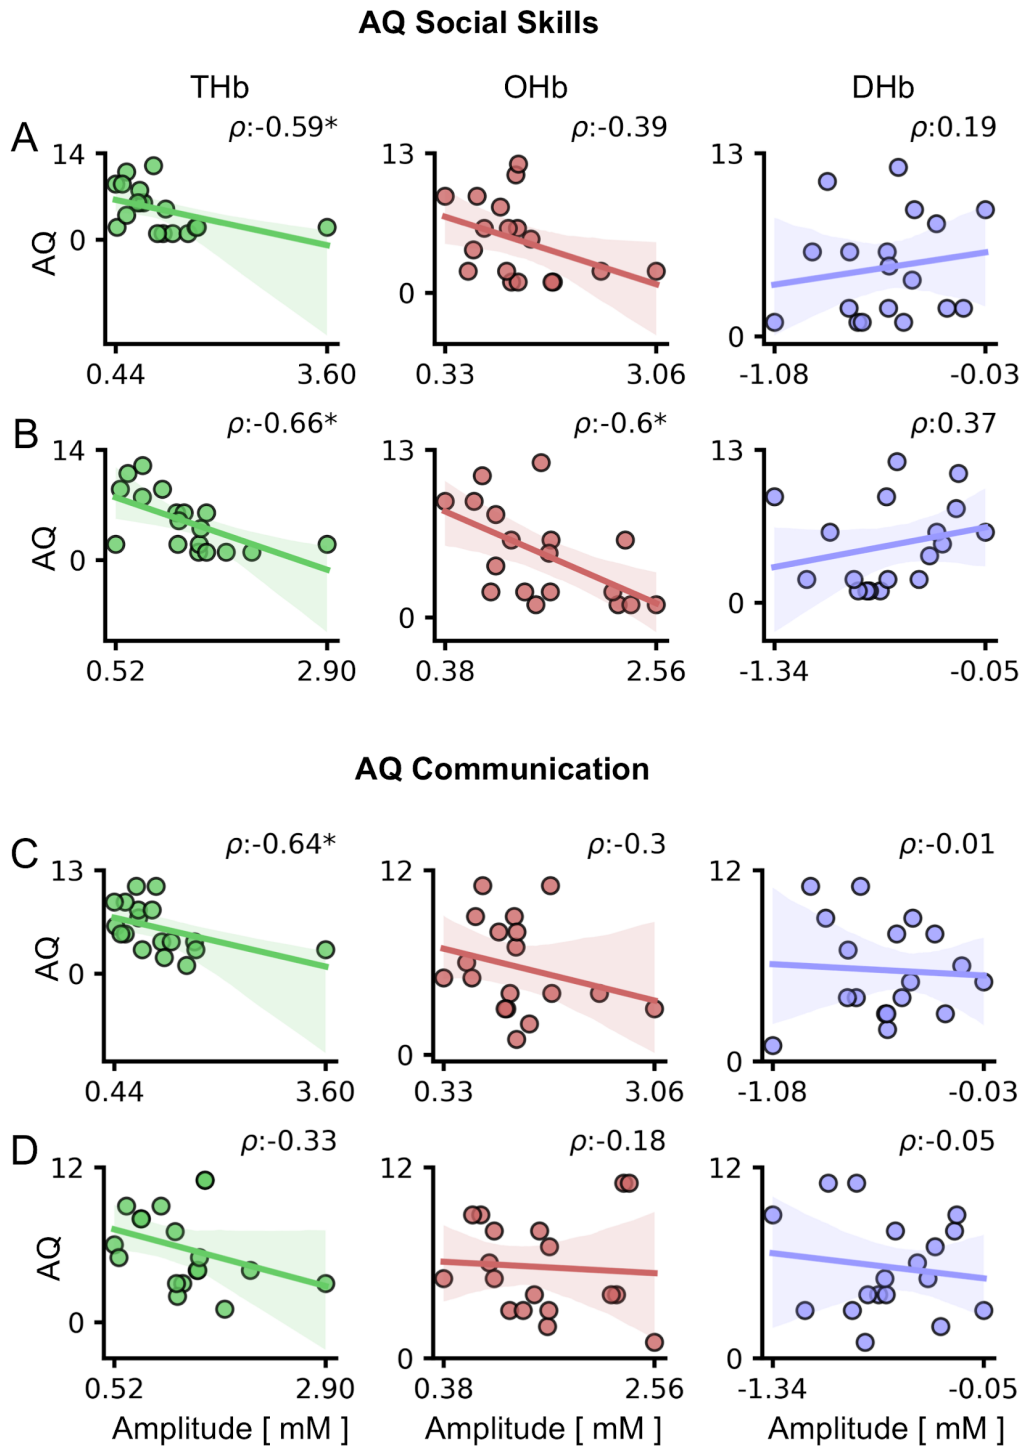 AQ Social Skills
THb OHb DHb
A ρ:-0.59* ρ:-0.39 ρ:0.19
14 13 13
AQ 0 0 0
0.44 3.60 0.33 3.06 -1.08 -0.03
B ρ:-0.66* ρ:-0.6* ρ:0.37
14 13 13
AQ 0 0 0
0.52 2.90 0.38 2.56 -1.34 -0.05
AQ Communication
C ρ:-0.64* ρ:-0.3 ρ:-0.01
13 12 12
AQ 0 0 0
0.44 3.60 0.33 3.06 -1.08 -0.03
D ρ:-0.33 ρ:-0.18 ρ:-0.05
12 12 12
AQ 0 0 0
0.52 2.90 0.38 2.56 -1.34 -0.05
Amplitude [ mM ] Amplitude [ mM ] Amplitude [ mM ]